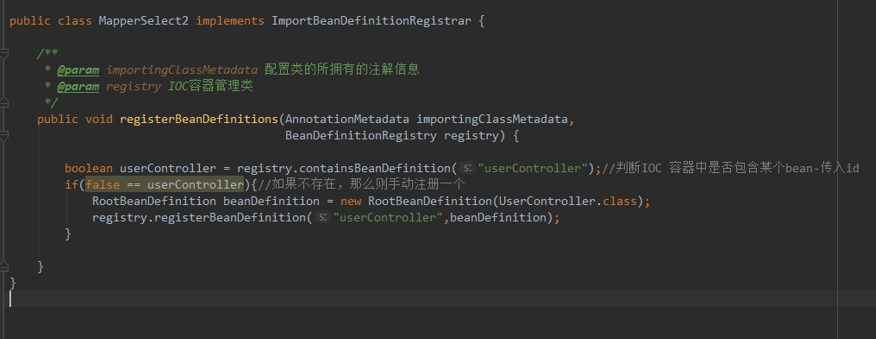 public class MapperSelect2 implements ImportBeanDefinitionRegistrar {
/**
* @param importingClassMetadata 配置类的所拥有的注解信息
* @param registry IOC容器管理类
*/
public void registerBeanDefinitions(AnnotationMetadata importingClassMetadata,
BeanDefinitionRegistry registry) {
boolean userController = registry.containsBeanDefinition( s: "userController");//判断IOC 容器中是否包含某个bean-传入id
if(false == userController){//如果不存在，那么则手动注册一个
RootBeanDefinition beanDefinition = new RootBeanDefinition(UserController.class);
registry.registerBeanDefinition( s: "userController",beanDefinition);
}
}
}